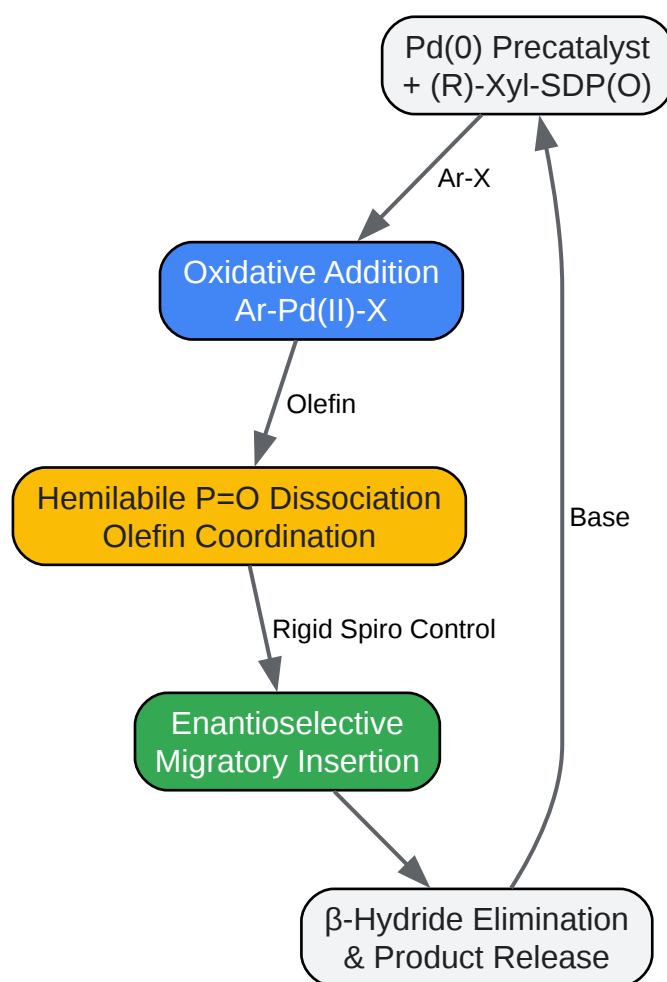 Pd(0) Precatalyst
+ (R)-Xyl-SDP(O)
Ar-X
Oxidative Addition
Ar-Pd(II)-X
Olefin
Hemilabile P=O Dissociation
Olefin Coordination
Base
Rigid Spiro Control
Enantioselective
Migratory Insertion
β-Hydride Elimination
& Product Release